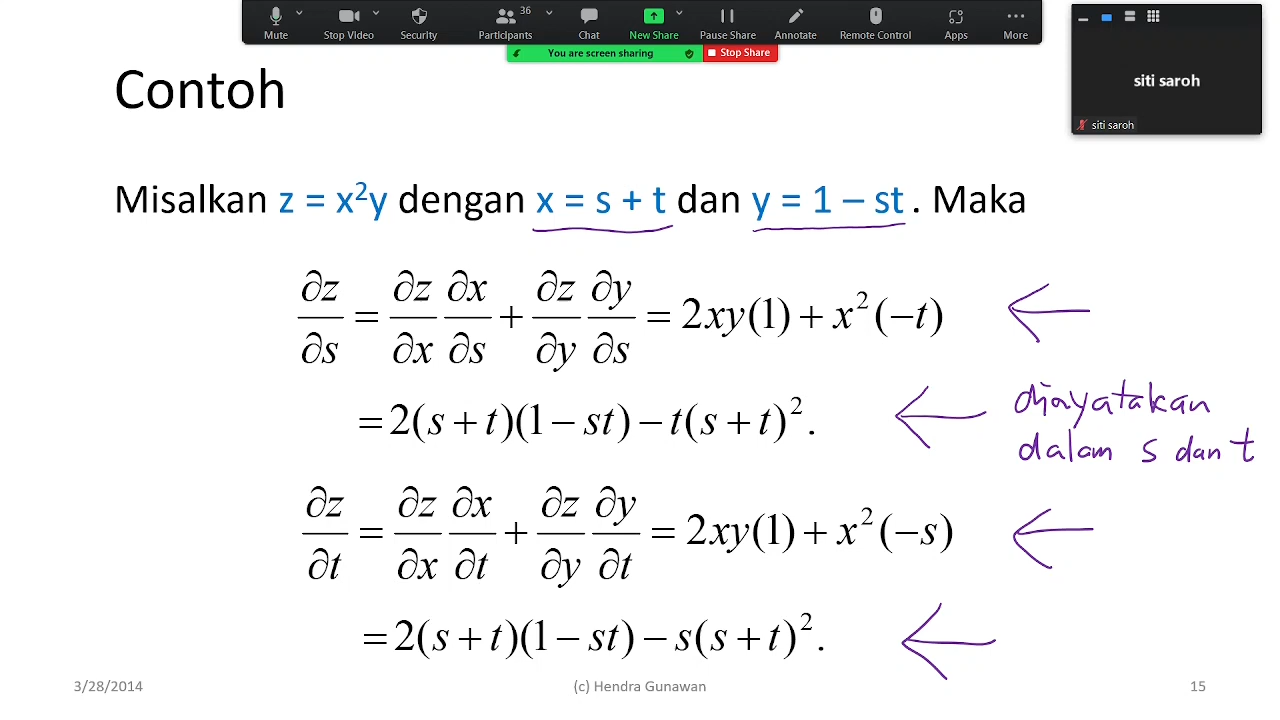 Mute
Stop Video
Security
36
Participants
Chat
New Share
Pause Share
Annotate
Remote Control
Apps
More
You are screen sharing
Stop Share
siti saroh
siti saroh
Contoh
Misalkan z = x²y dengan x = s + t dan y = 1 – st . Maka
∂z/∂s = ∂z/∂x ∂x/∂s + ∂z/∂y ∂y/∂s = 2xy(1) + x²(−t)
= 2(s + t)(1 − st) − t(s + t)².
dinyatakan
dalam s dan t
∂z/∂t = ∂z/∂x ∂x/∂t + ∂z/∂y ∂y/∂t = 2xy(1) + x²(−s)
= 2(s + t)(1 − st) − s(s + t)².
3/28/2014
(c) Hendra Gunawan
15